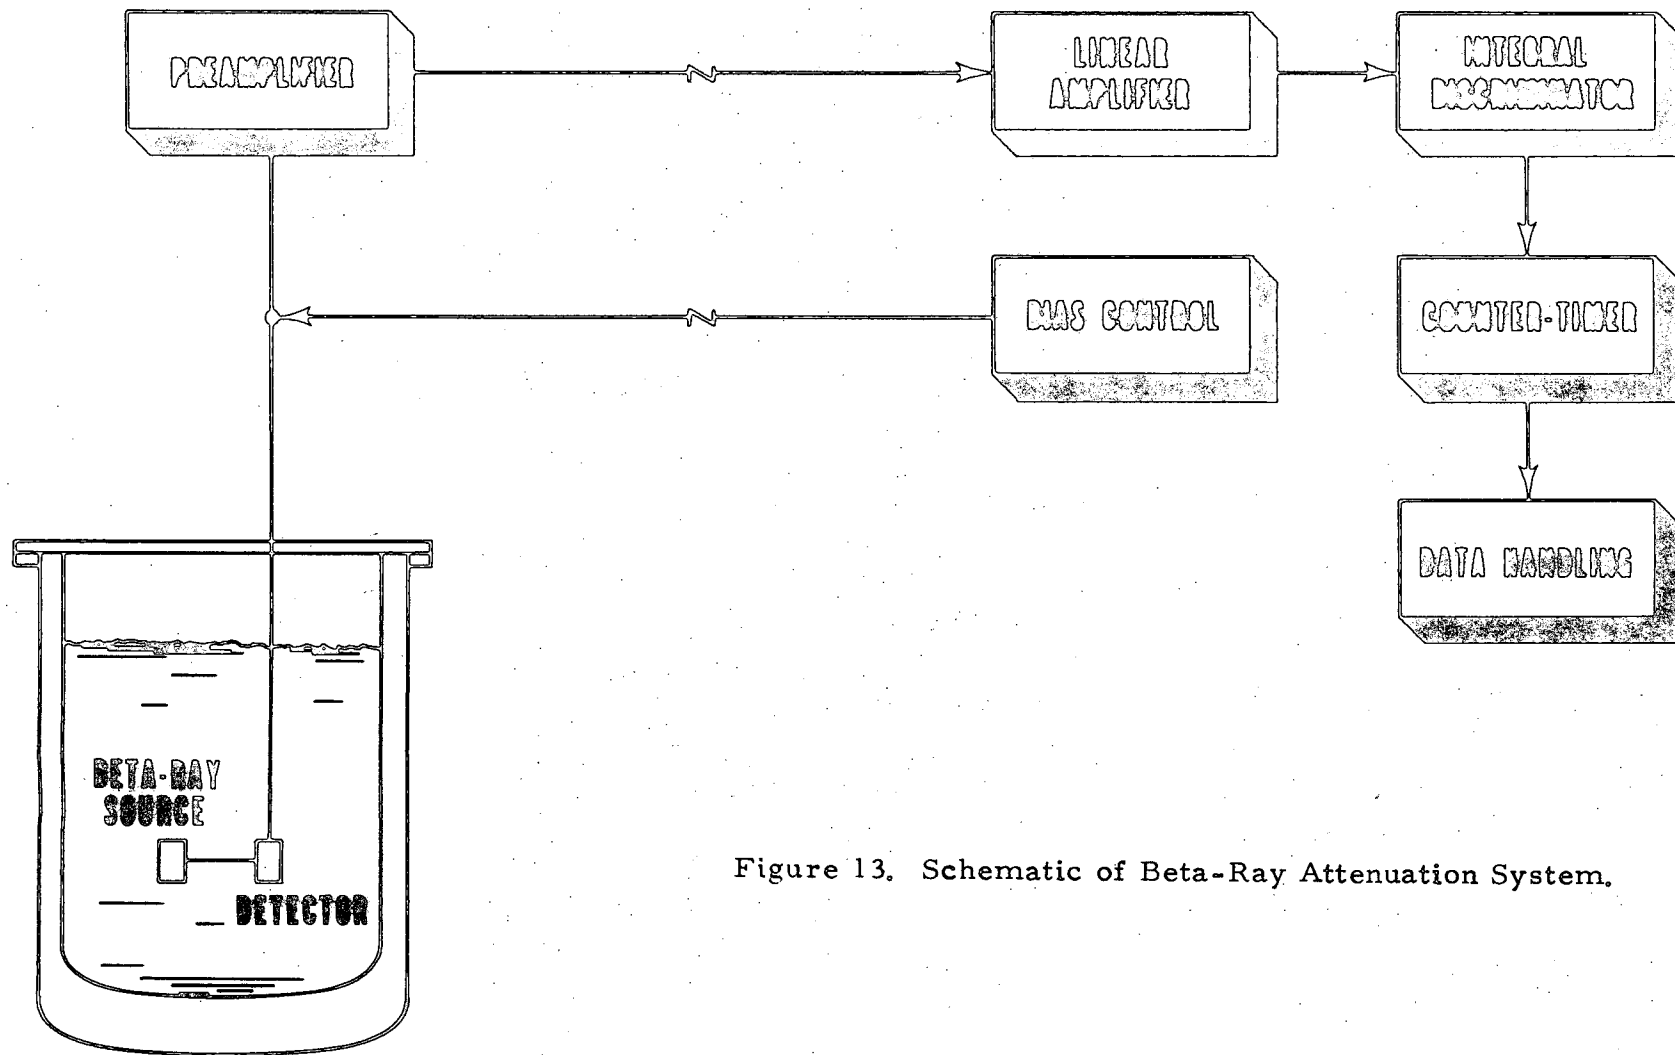 PREAMPLIFIER
LINEAR
AMPLIFIER
INTEGRAL
DISCRIMINATOR
BIAS CONTROL
COUNTER-TIMER
DATA HANDLING
BETA-RAY
SOURCE
DETECTOR
Figure 13. Schematic of Beta-Ray Attenuation System.